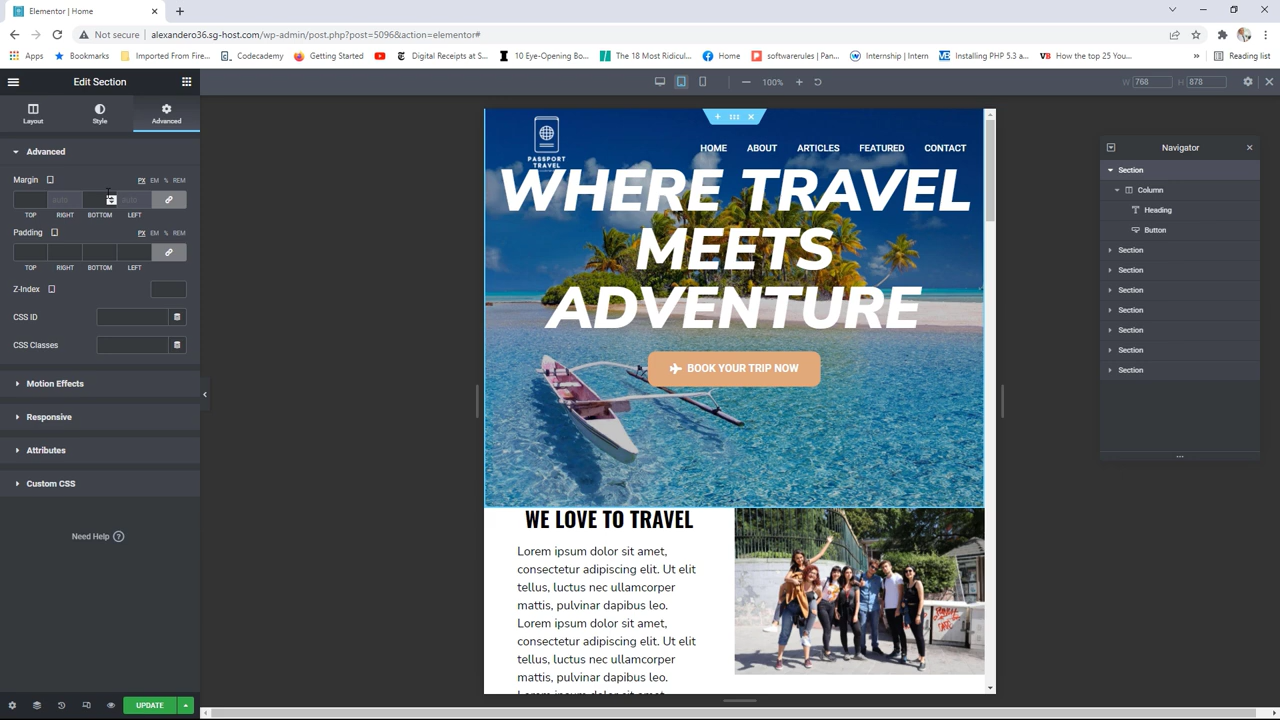 Elementor | Home
Not secure | alexandero36.sg-host.com/wp-admin/post.php?post=5096&action=elementor#
Apps Bookmarks Imported From Fire... Codecademy Getting Started Digital Receipts at S... 10 Eye-Opening Bo... The 18 Most Ridicul... Home softwarerules | Pan... Internship | Intern Installing PHP 5.3 a... How the top 25 You... » Reading list
Edit Section
100%
W 768 H 878
Layout Style Advanced
Advanced
Margin PX EM % REM
TOP RIGHT BOTTOM LEFT
Padding PX EM % REM
TOP RIGHT BOTTOM LEFT
Z-Index
CSS ID
CSS Classes
Motion Effects
Responsive
Attributes
Custom CSS
Need Help
UPDATE
PASSPORT
TRAVEL
HOME ABOUT ARTICLES FEATURED CONTACT
WHERE TRAVEL
MEETS
ADVENTURE
BOOK YOUR TRIP NOW
WE LOVE TO TRAVEL
Lorem ipsum dolor sit amet,
consectetur adipiscing elit. Ut elit
tellus, luctus nec ullamcorper
mattis, pulvinar dapibus leo.
Lorem ipsum dolor sit amet,
consectetur adipiscing elit. Ut elit
tellus, luctus nec ullamcorper
mattis, pulvinar dapibus leo.
Navigator
Section
Column
Heading
Button
Section
Section
Section
Section
Section
Section
Section